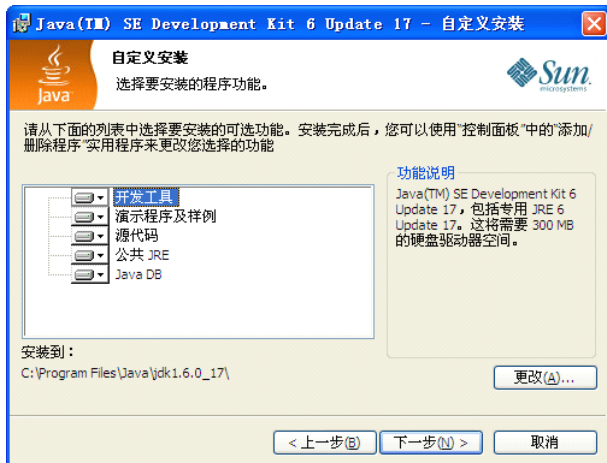 Java(TM) SE Development Kit 6 Update 17 - 自定义安装
自定义安装
选择要安装的程序功能。
Java
Sun
microsystems
请从下面的列表中选择要安装的可选功能。安装完成后，您可以使用"控制面板"中的"添加/
删除程序"实用程序来更改您选择的功能
开发工具
演示程序及样例
源代码
公共 JRE
Java DB
功能说明
Java(TM) SE Development Kit 6
Update 17，包括专用 JRE 6
Update 17。这将需要 300 MB
的硬盘驱动器空间。
安装到：
C:\Program Files\Java\jdk1.6.0_17\
更改(A)...
< 上一步(B)
下一步(N) >
取消